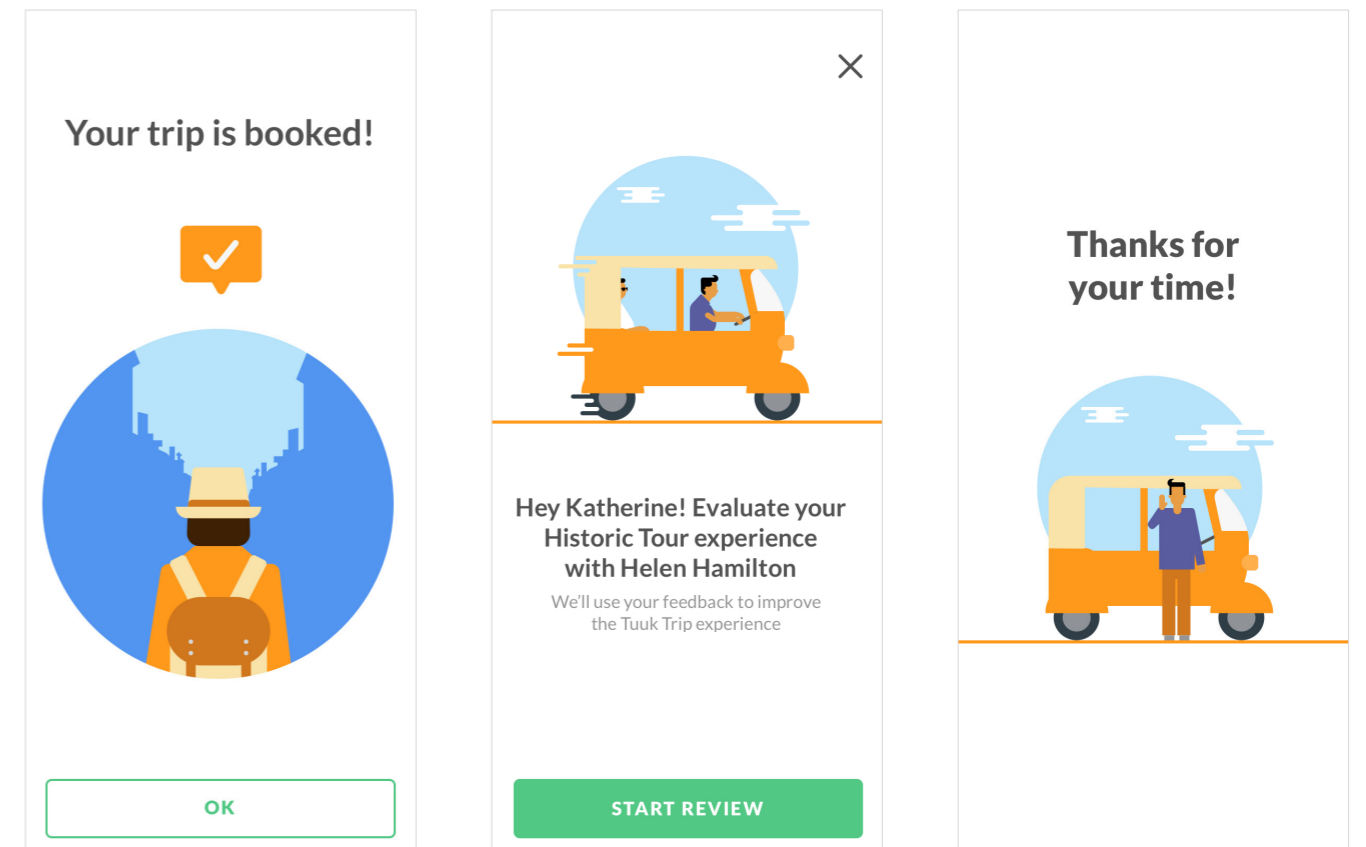 Your trip is booked!
OK
Hey Katherine! Evaluate your
Historic Tour experience
with Helen Hamilton
We'll use your feedback to improve
the Tuuk Trip experience
START REVIEW
Thanks for
your time!